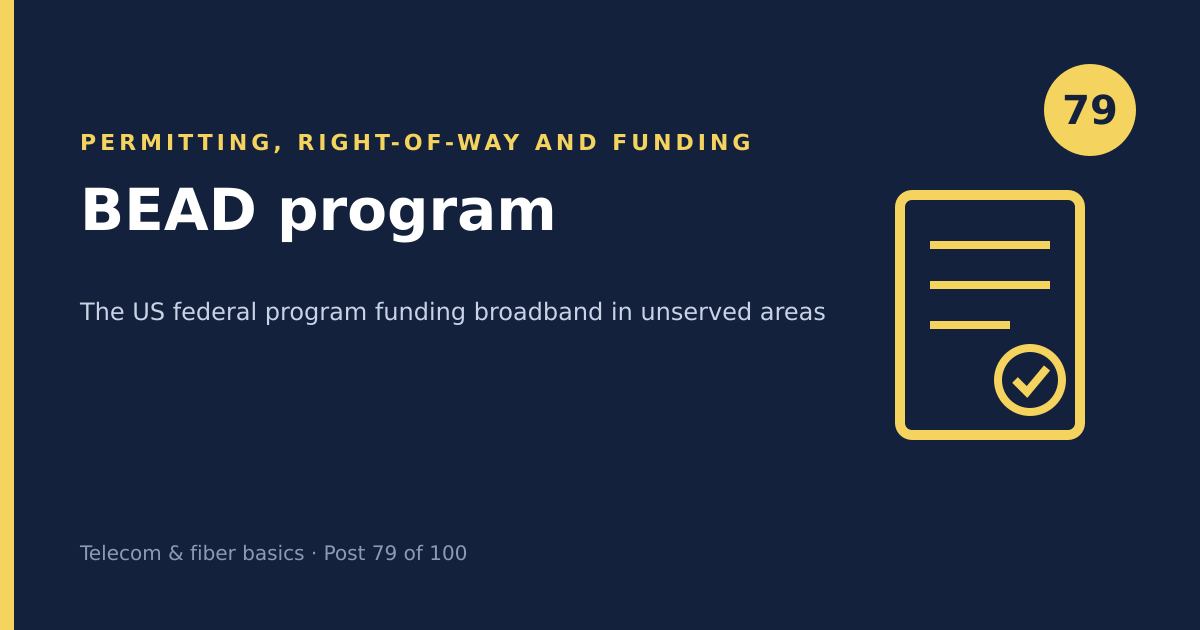 79
PERMITTING, RIGHT-OF-WAY AND FUNDING
BEAD program
The US federal program funding broadband in unserved areas
Telecom & fiber basics · Post 79 of 100